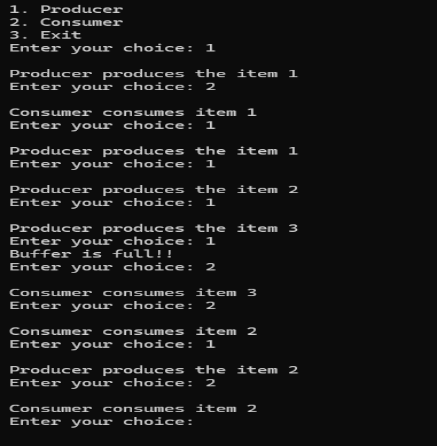 1. Producer
2. Consumer
3. Exit
Enter your choice: 1
Producer produces the item 1
Enter your choice: 2
Consumer consumes item 1
Enter your choice: 1
Producer produces the item 1
Enter your choice: 1
Producer produces the item 2
Enter your choice: 1
Producer produces the item 3
Enter your choice: 1
Buffer is full!!
Enter your choice: 2
Consumer consumes item 3
Enter your choice: 2
Consumer consumes item 2
Enter your choice: 1
Producer produces the item 2
Enter your choice: 2
Consumer consumes item 2
Enter your choice: